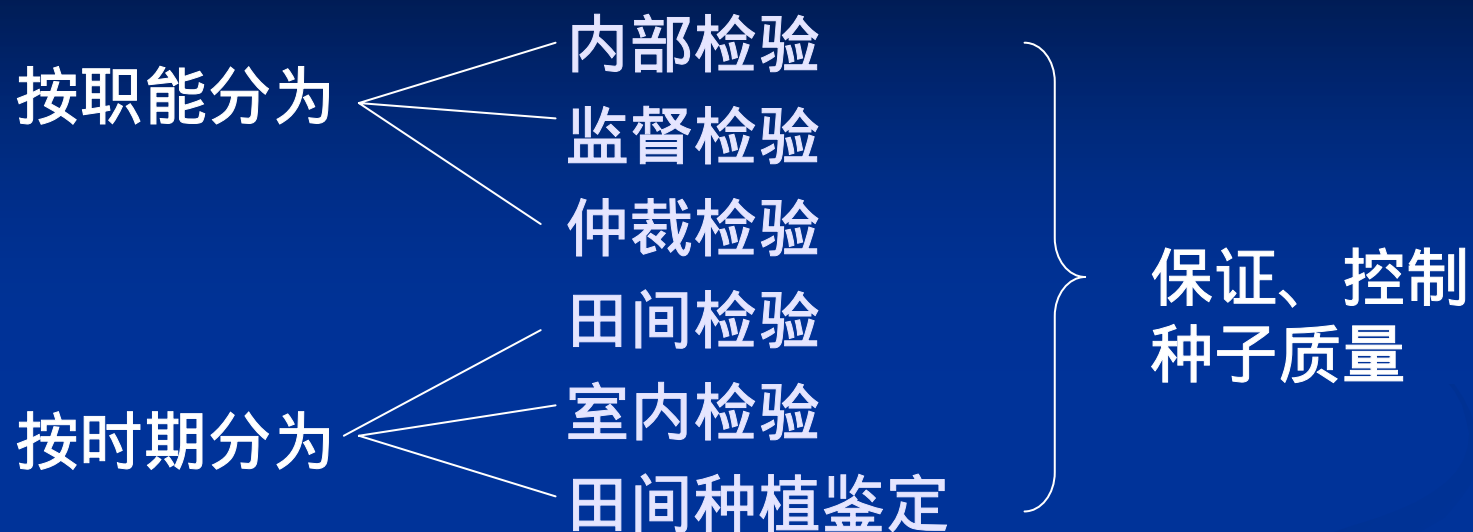 按职能分为
内部检验
监督检验
仲裁检验
田间检验
室内检验
田间种植鉴定
按时期分为
保证、控制
种子质量